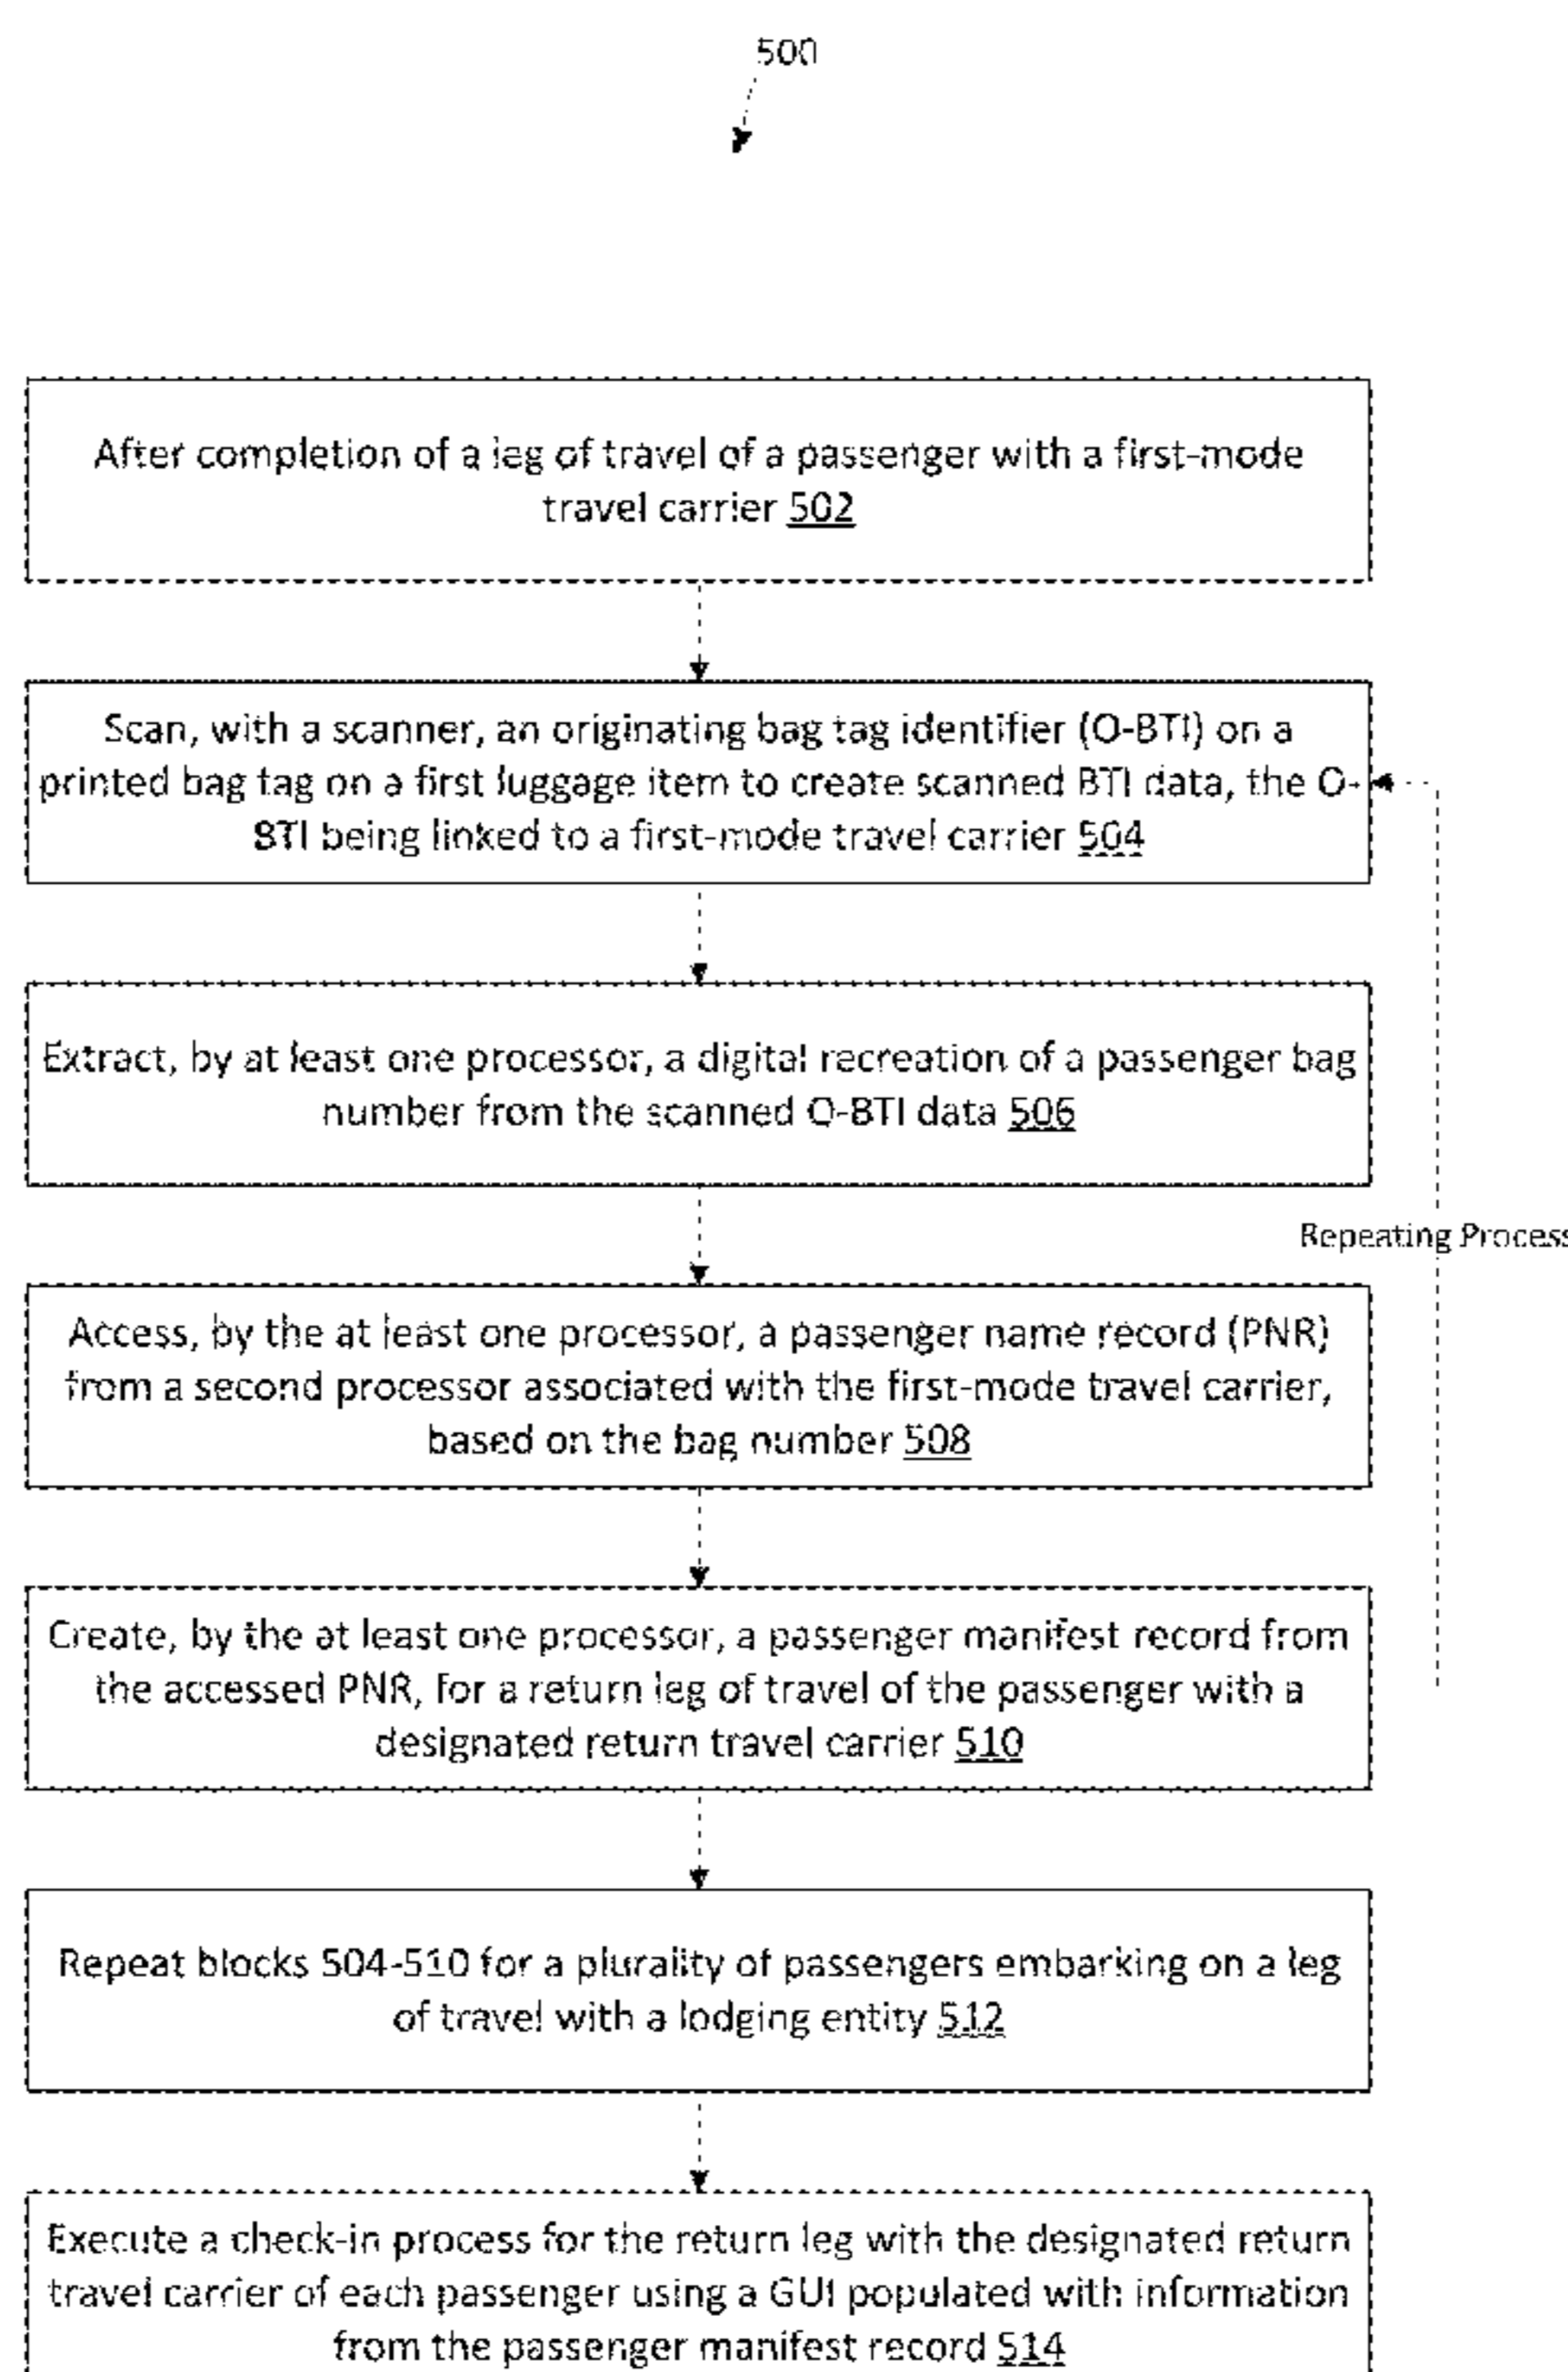 500
After completion of a leg of travel of a passenger with a first-mode
travel carrier 502
Scan, with a scanner, an originating bag tag identifier (O-BTI) on a
printed bag tag on a first luggage item to create scanned BTI data, the O-
BTI being linked to a first-mode travel carrier 504
Extract, by at least one processor, a digital recreation of a passenger bag
number from the scanned O-BTI data 506
Repeating Process
Access, by the at least one processor, a passenger name record (PNR)
from a second processor associated with the first-mode travel carrier,
based on the bag number 508
Create, by the at least one processor, a passenger manifest record from
the accessed PNR, for a return leg of travel of the passenger with a
designated return travel carrier 510
Repeat blocks 504-510 for a plurality of passengers embarking on a leg
of travel with a lodging entity 512
Execute a check-in process for the return leg with the designated return
travel carrier of each passenger using a GUI populated with information
from the passenger manifest record 514